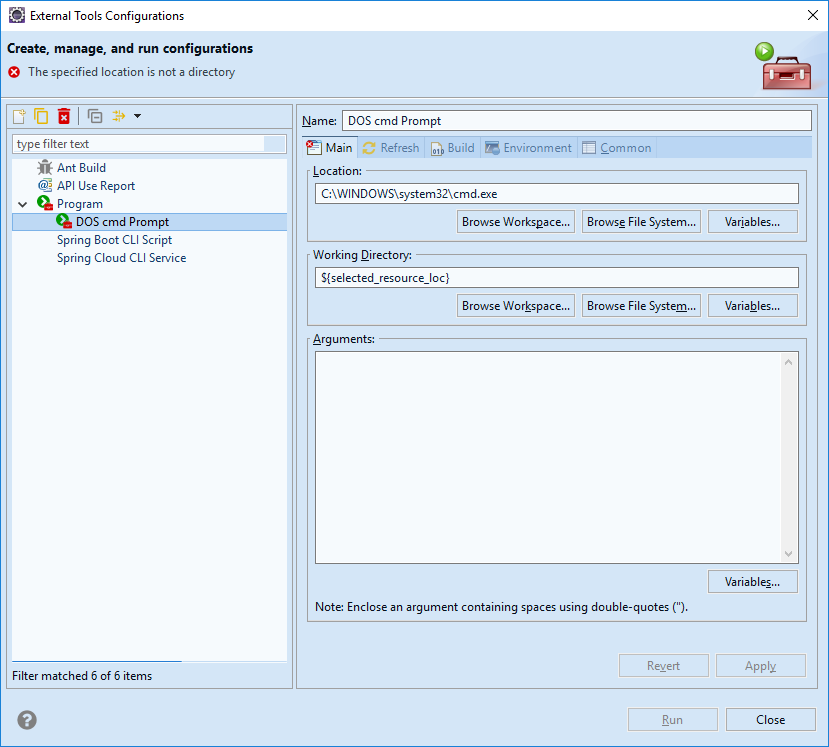 External Tools Configurations
Create, manage, and run configurations
The specified location is not a directory
Name: DOS cmd Prompt
type filter text
Main Refresh Build Environment Common
Ant Build
API Use Report
Program
DOS cmd Prompt
Spring Boot CLI Script
Spring Cloud CLI Service
Location:
C:\WINDOWS\system32\cmd.exe
Browse Workspace... Browse File System... Variables...
Working Directory:
${selected_resource_loc}
Browse Workspace... Browse File System... Variables...
Arguments:
Variables...
Note: Enclose an argument containing spaces using double-quotes (").
Filter matched 6 of 6 items
Revert Apply
Run Close